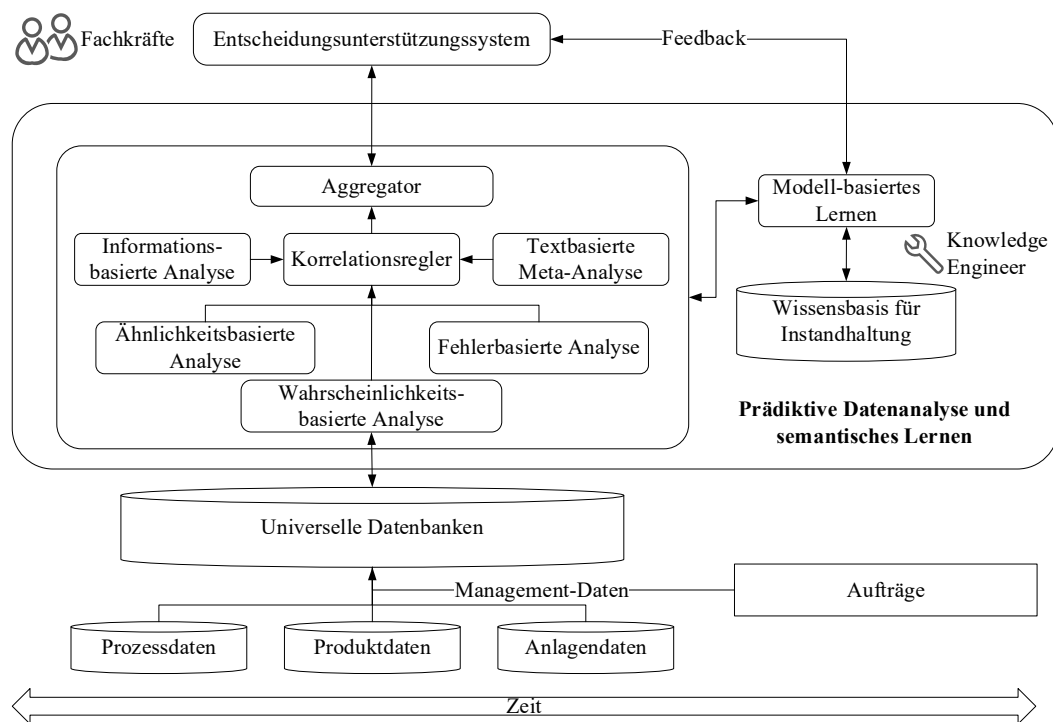 Fachkräfte
Entscheidungsunterstützungssystem
Feedback
Aggregator
Modell-basiertes
Lernen
Informations-
basierte Analyse
Korrelationsregler
Textbasierte
Meta-Analyse
Knowledge
Engineer
Ähnlichkeitsbasierte
Analyse
Fehlerbasierte Analyse
Wissensbasis für
Instandhaltung
Wahrscheinlichkeits-
basierte Analyse
Prädiktive Datenanalyse und
semantisches Lernen
Universelle Datenbanken
Management-Daten
Aufträge
Prozessdaten
Produktdaten
Anlagendaten
Zeit